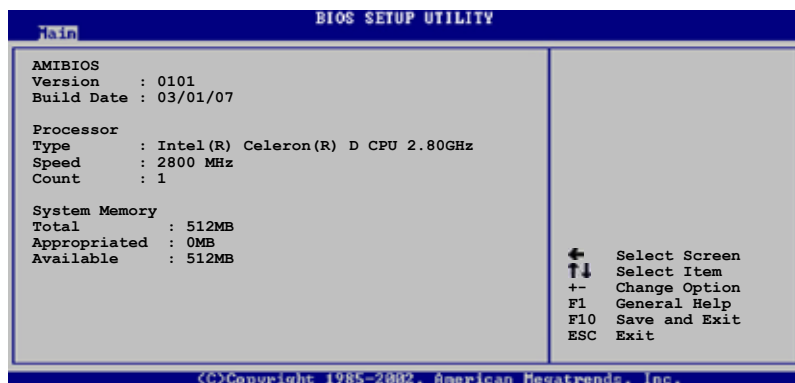 BIOS SETUP UTILITY
Main
AMIBIOS
Version : 0101
Build Date : 03/01/07
Processor
Type : Intel(R) Celeron(R) D CPU 2.80GHz
Speed : 2800 MHz
Count : 1
System Memory
Total : 512MB
Appropriated : 0MB
Available : 512MB
← Select Screen
↑↓ Select Item
+- Change Option
F1 General Help
F10 Save and Exit
ESC Exit
(C)Copyright 1985-2002, American Megatrends, Inc.